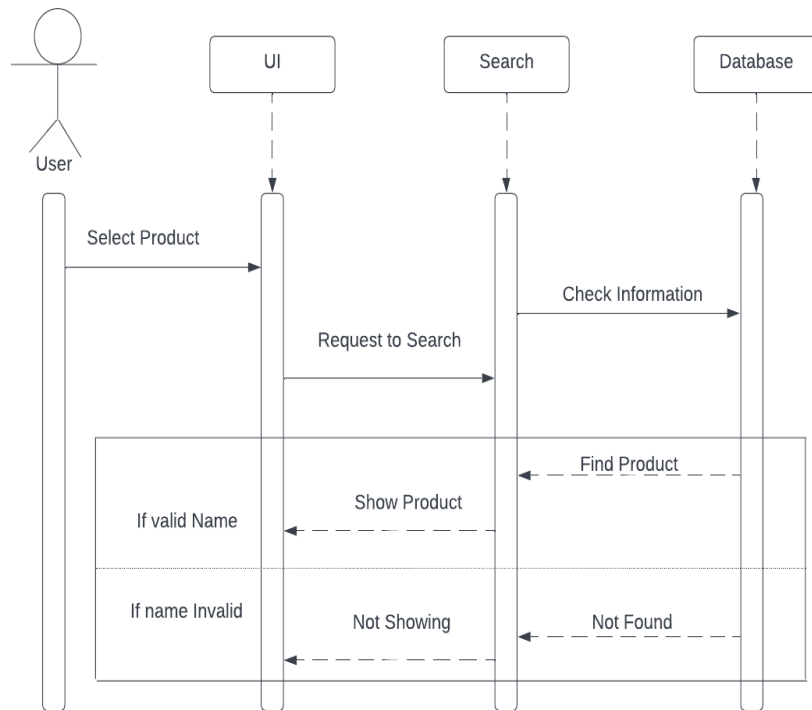 UI
Search
Database
User
Select Product
Check Information
Request to Search
Find Product
Show Product
If valid Name
If name Invalid
Not Showing
Not Found